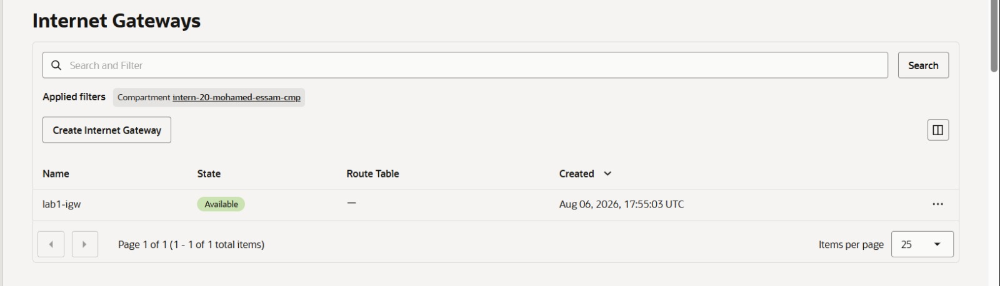 Internet Gateways
Search and Filter
Search
Applied filters
Compartment intern-20-mohamed-essam-cmp
Create Internet Gateway
Name State Route Table Created
lab1-igw Available — Aug 06, 2026, 17:55:03 UTC
Page 1 of 1 (1 - 1 of 1 total items)
Items per page 25